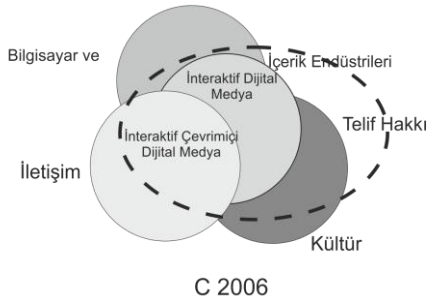 Bilgisayar ve
İçerik Endüstrileri
İnteraktif Dijital
Medya
Telif Hakkı
İnteraktif Çevrimiçi
Dijital Medya
İletişim
Kültür
C 2006